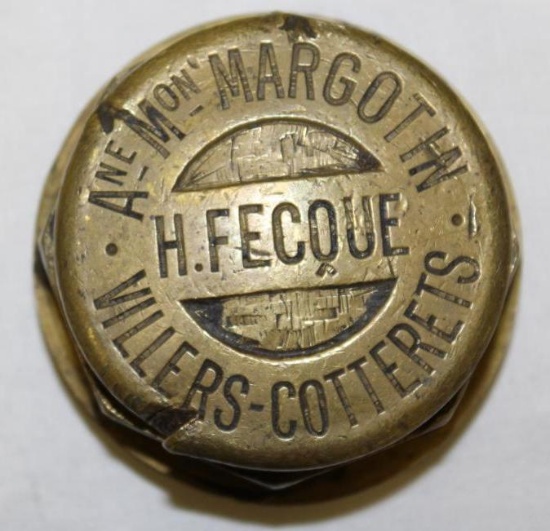 ANE MON' MARGOTIN
H. FECQUE
VILLERS-COTTERETS